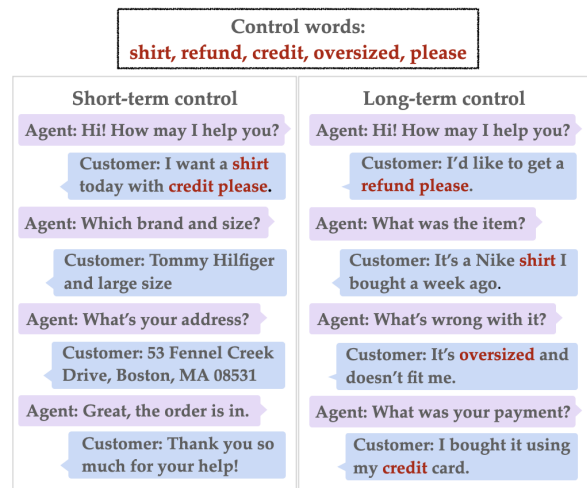 Control words:
shirt, refund, credit, oversized, please
Short-term control
Agent: Hi! How may I help you?
Customer: I want a shirt
today with credit please.
Agent: Which brand and size?
Customer: Tommy Hilfiger
and large size
Agent: What's your address?
Customer: 53 Fennel Creek
Drive, Boston, MA 08531
Agent: Great, the order is in.
Customer: Thank you so
much for your help!
Long-term control
Agent: Hi! How may I help you?
Customer: I'd like to get a
refund please.
Agent: What was the item?
Customer: It's a Nike shirt I
bought a week ago.
Agent: What's wrong with it?
Customer: It's oversized and
doesn't fit me.
Agent: What was your payment?
Customer: I bought it using
my credit card.